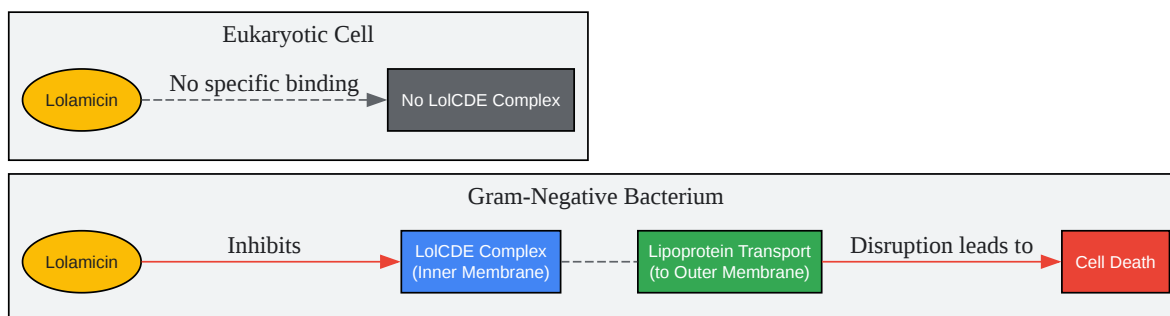 Eukaryotic Cell
Lolamicin
No specific binding
No LolCDE Complex
Gram-Negative Bacterium
Lolamicin
Inhibits
LolCDE Complex
(Inner Membrane)
Lipoprotein Transport
(to Outer Membrane)
Disruption leads to
Cell Death